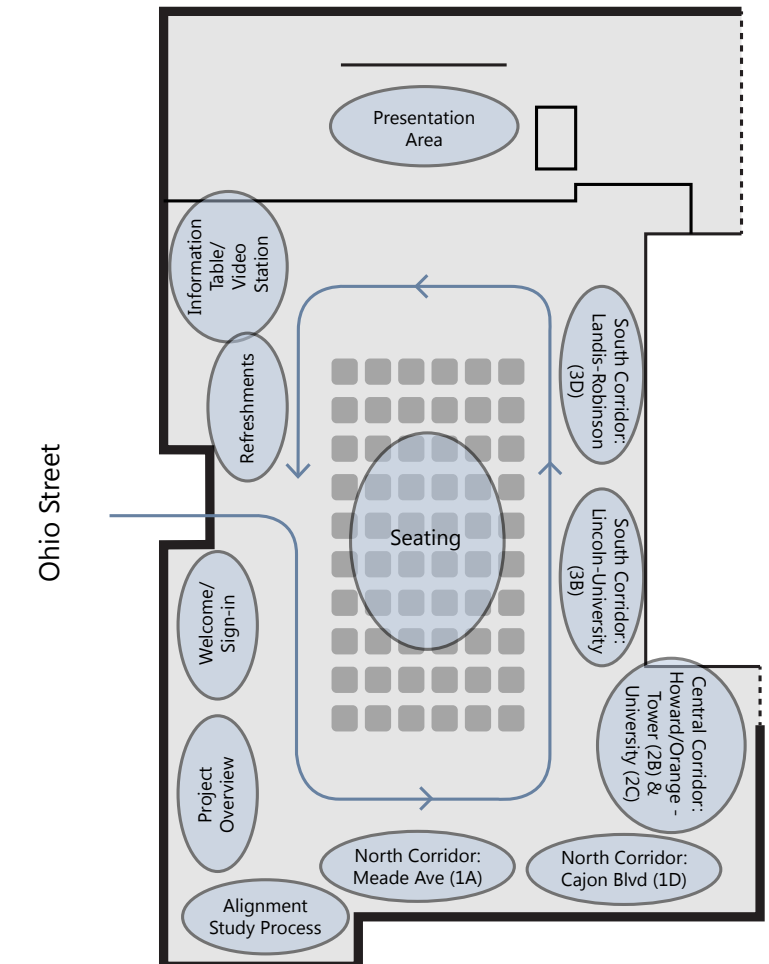 Presentation
Area
Information
Table/
Video
Station
Refreshments
Ohio Street
Seating
South Corridor:
Landis-Robinson
(3D)
South Corridor:
Lincoln-University
(3B)
Welcome/
Sign-in
Central Corridor:
Howard/Orange -
Tower (2B) &
University (2C)
Project
Overview
North Corridor:
Meade Ave (1A)
North Corridor:
Cajon Blvd (1D)
Alignment
Study Process